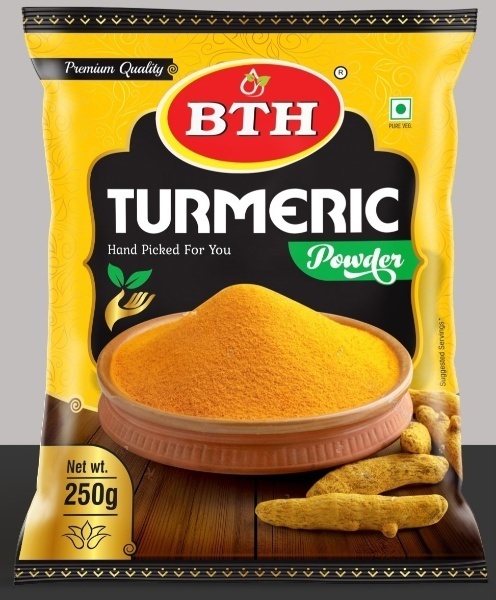 Premium Quality
BTH
®
PURE VEG.
TURMERIC
Hand Picked For You
Powder
Suggested Servings*
Net wt.
250g